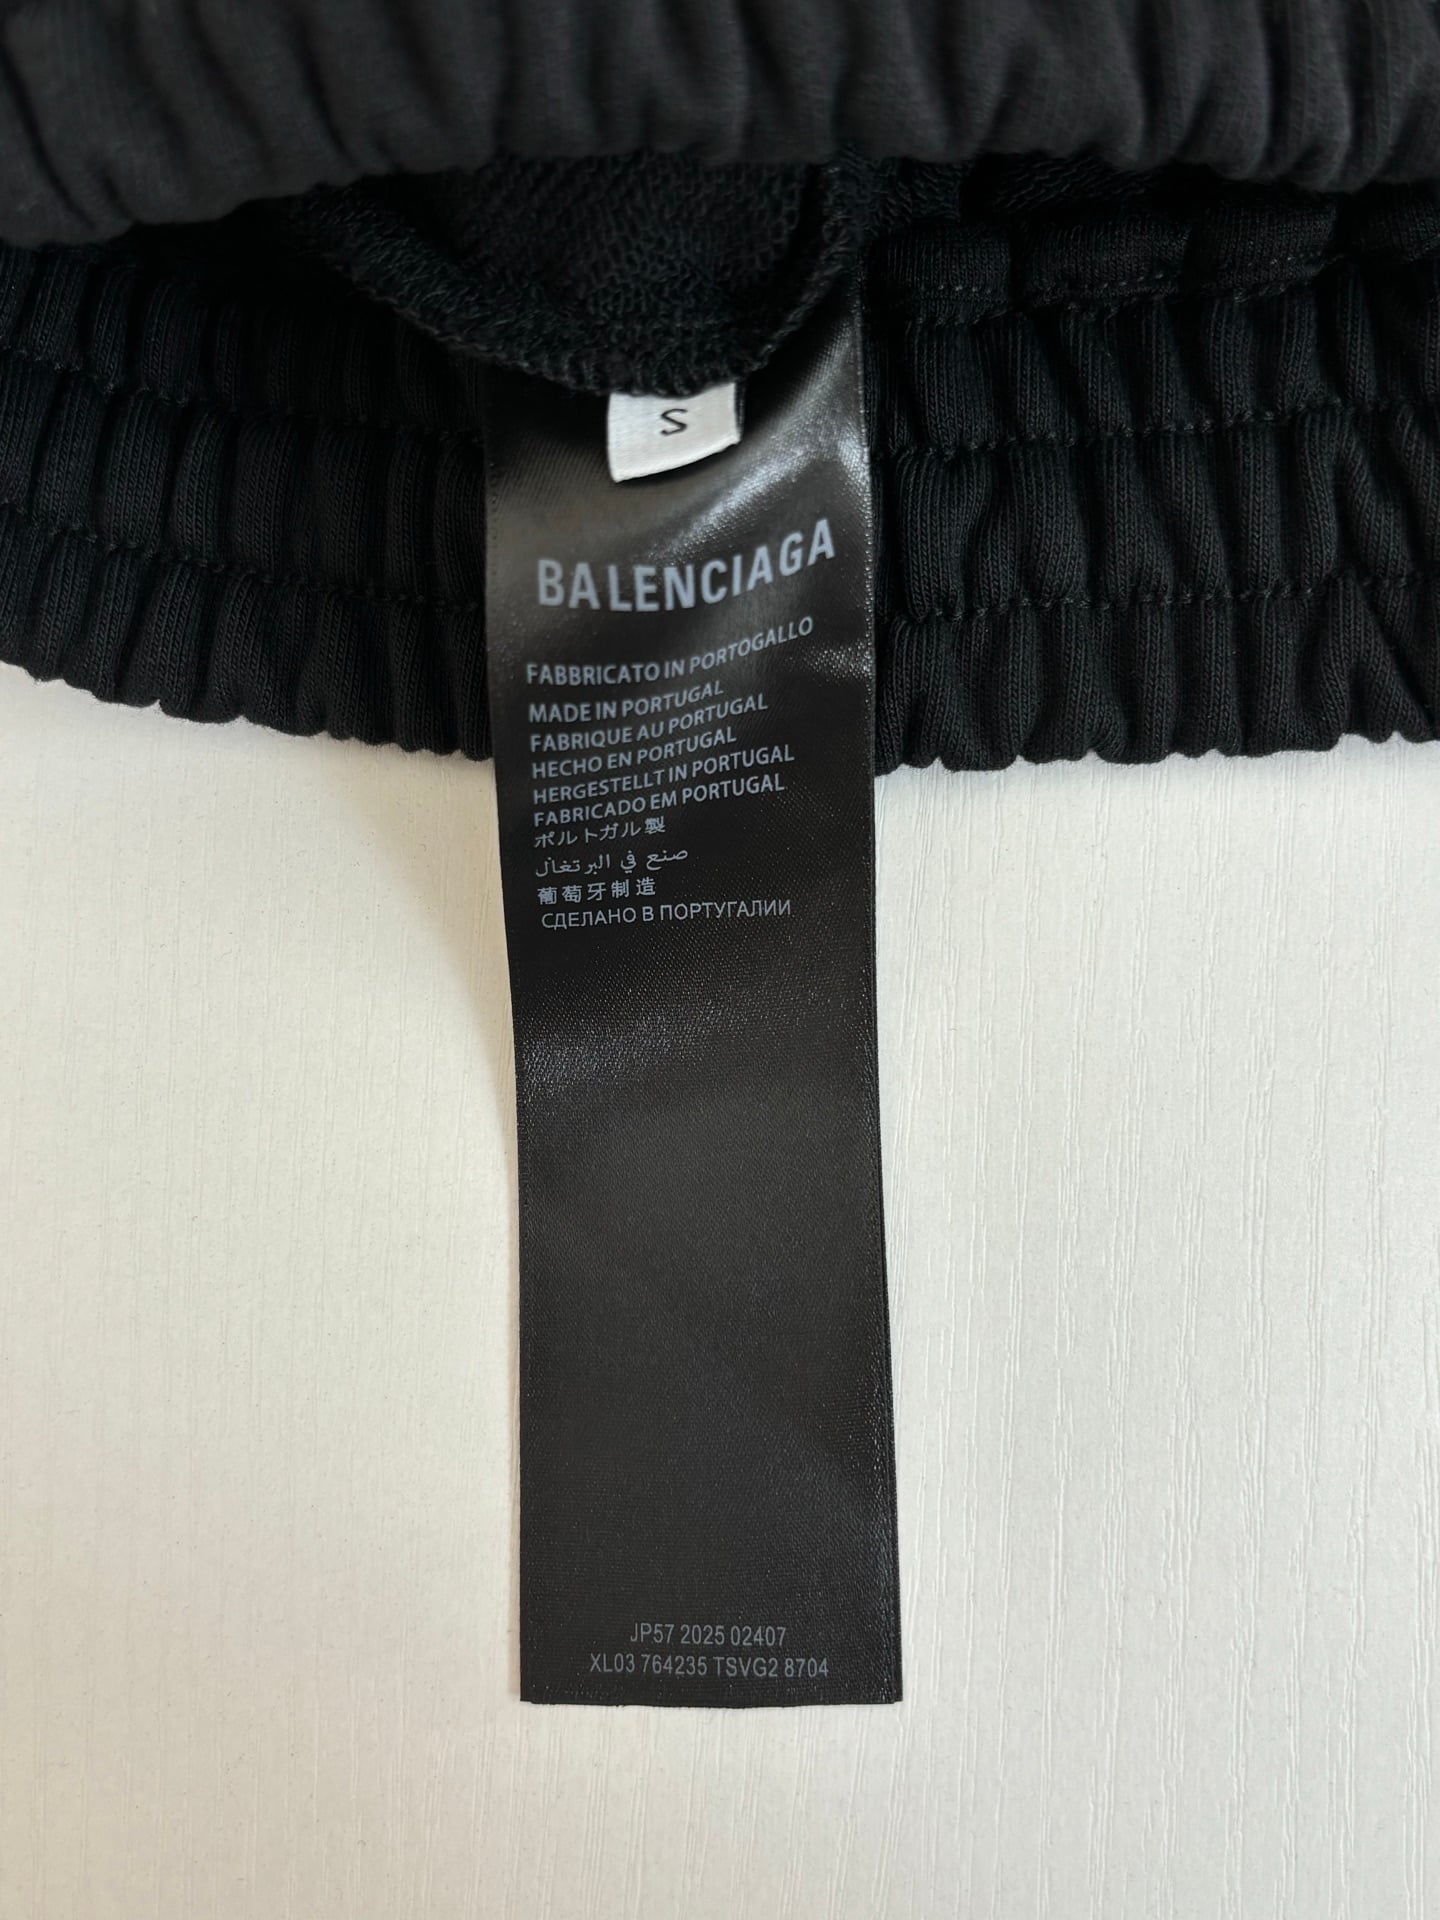 S
BALENCIAGA
FABBRICATO IN PORTOGALLO
MADE IN PORTUGAL
FABRIQUE AU PORTUGAL
HECHO EN PORTUGAL
HERGESTELLT IN PORTUGAL
FABRICADO EM PORTUGAL
ポルトガル製
صنع في البرتغال
葡萄牙制造
СДЕЛАНО В ПОРТУГАЛИИ
JP57 2025 02407
XL03 764235 TSVG2 8704